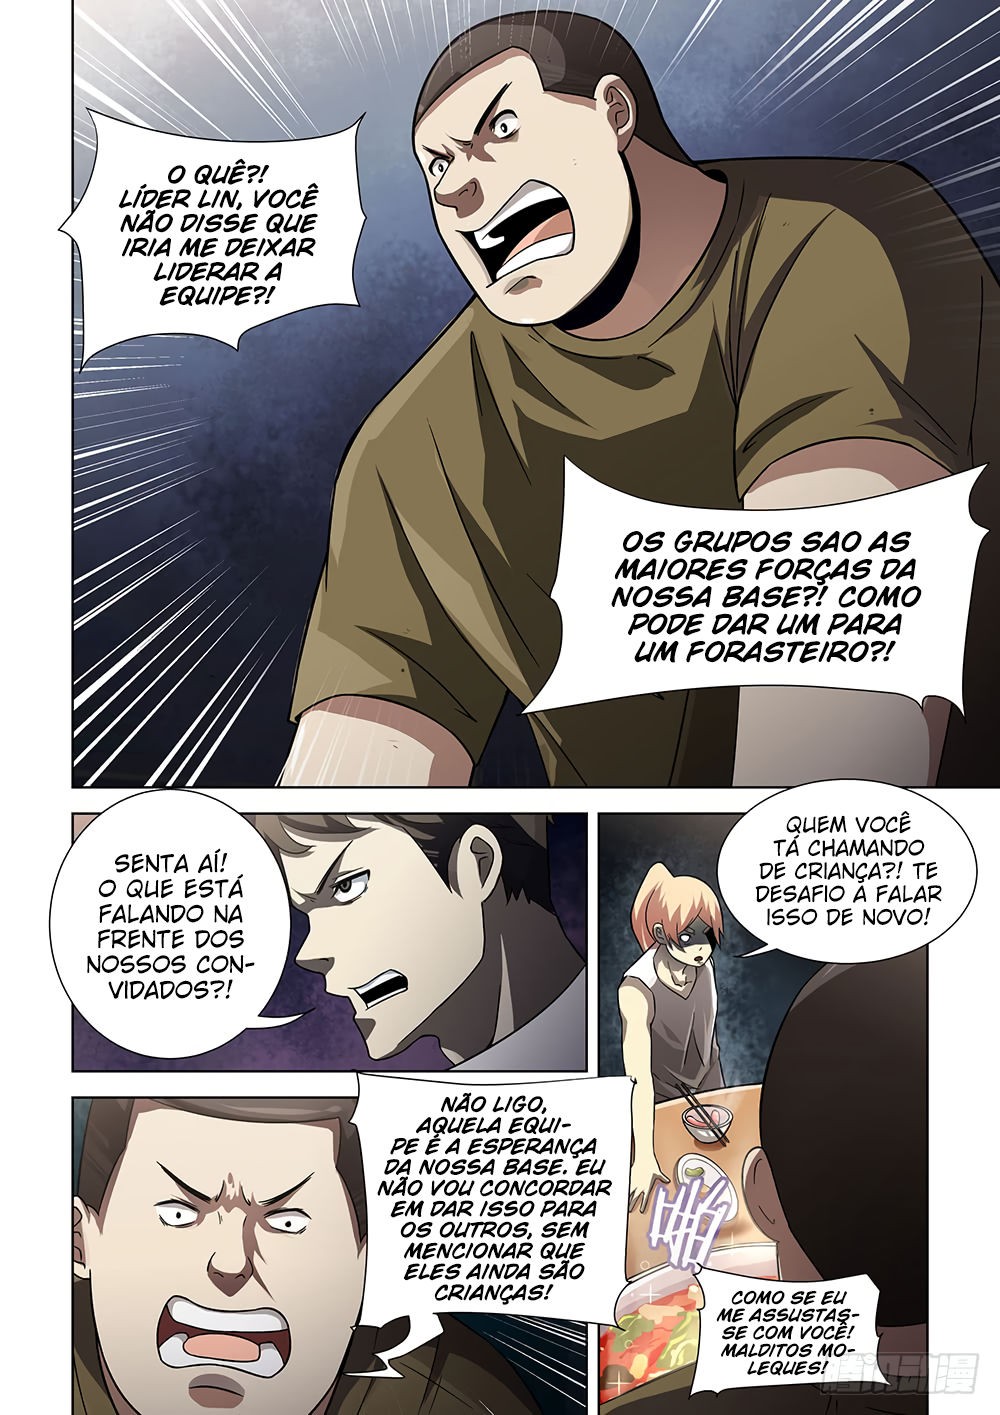 O QUÊ?!
LÍDER LIN, VOCÊ
NÃO DISSE QUE
IRIA ME DEIXAR
LIDERAR A
EQUIPE?!
OS GRUPOS SAO AS
MAIORES FORÇAS DA
NOSSA BASE?! COMO
PODE DAR UM PARA
UM FORASTEIRO?!
SENTA AÍ!
O QUE ESTÁ
FALANDO NA
FRENTE DOS
NOSSOS CON-
VIDADOS?!
NÃO LIGO,
AQUELA EQUI-
PE É A ESPERANÇA
DA NOSSA BASE. EU
NÃO VOU CONCORDAR
EM DAR ISSO PARA
OS OUTROS, SEM
MENCIONAR QUE
ELES AINDA SÃO
CRIANÇAS!
QUEM VOCÊ
TÁ CHAMANDO
DE CRIANÇA?! TE
DESAFIO À FALAR
ISSO DE NOVO!
COMO SE EU
ME ASSUSTAS-
SE COM VOCÊ!
MALDITOS MO-
LEQUES!
腾讯动漫